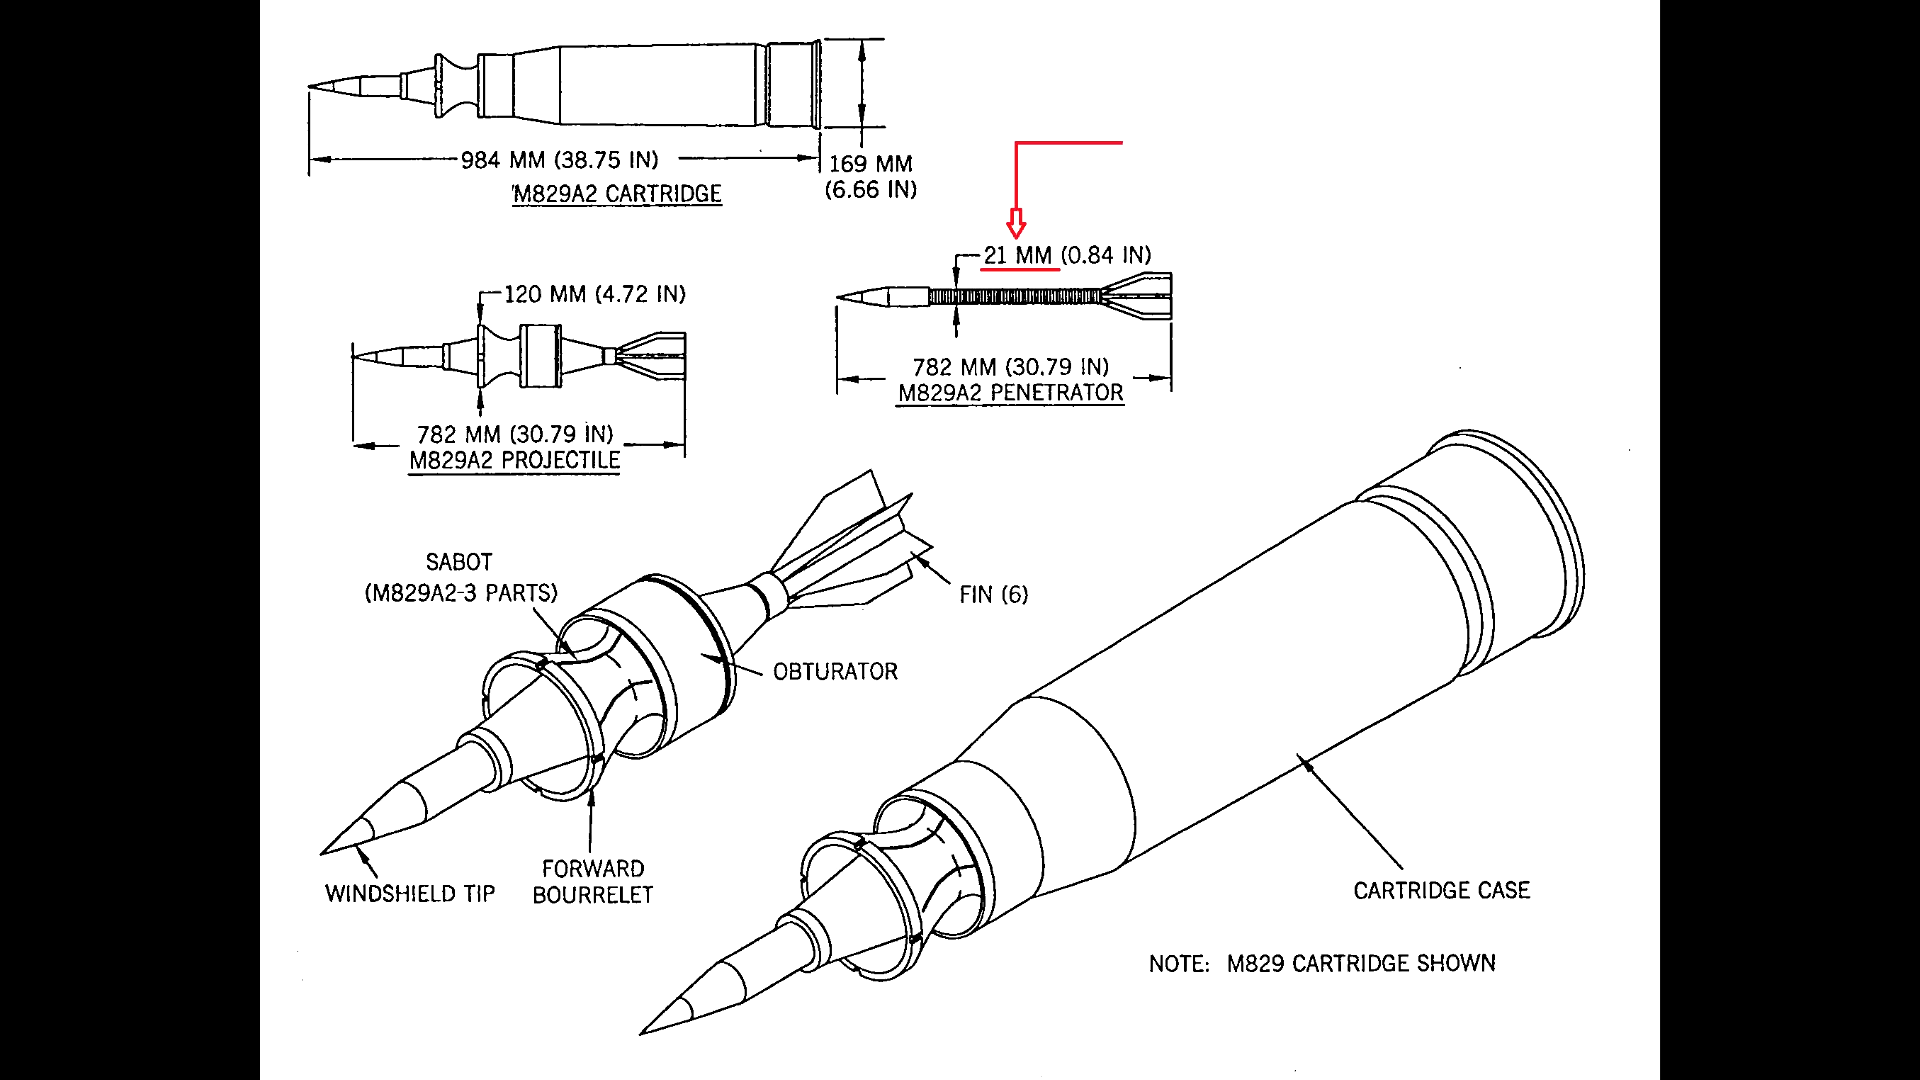 984 MM (38.75 IN)
169 MM
(6.66 IN)
M829A2 CARTRIDGE
21 MM (0.84 IN)
120 MM (4.72 IN)
782 MM (30.79 IN)
M829A2 PENETRATOR
782 MM (30.79 IN)
M829A2 PROJECTILE
SABOT
(M829A2-3 PARTS)
FIN (6)
OBTURATOR
FORWARD
BOURRELET
WINDSHIELD TIP
CARTRIDGE CASE
NOTE: M829 CARTRIDGE SHOWN